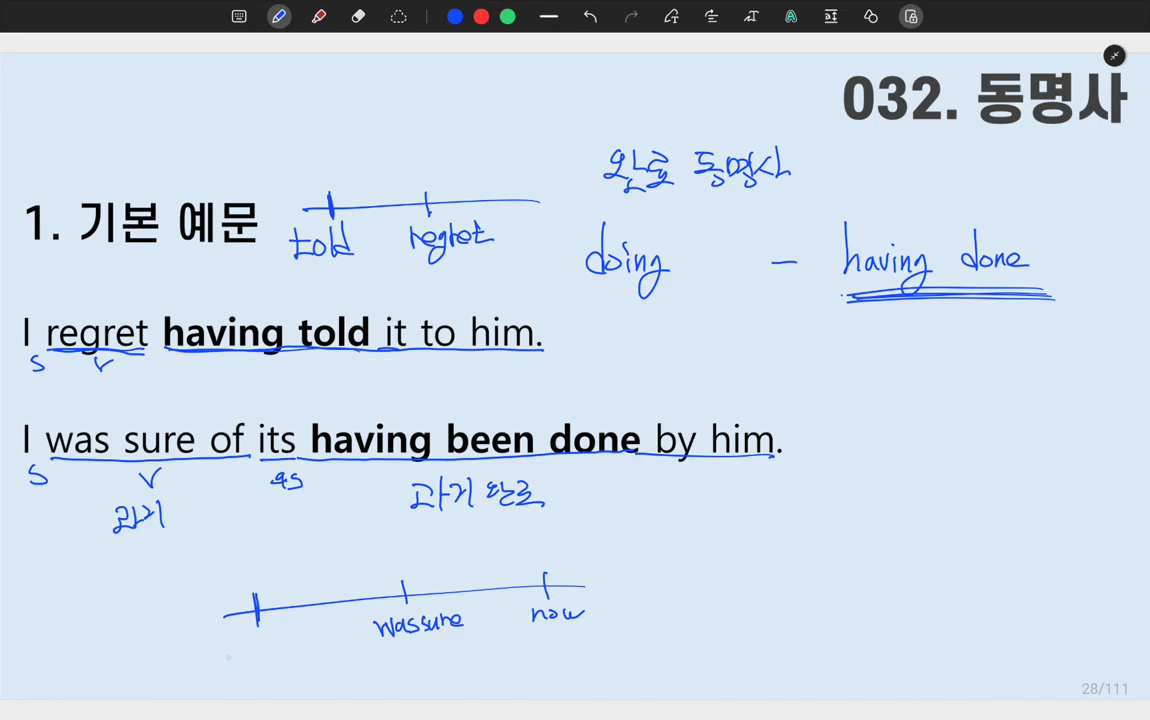 032. 동명사
완료 동명사
1. 기본 예문
told regret
doing – having done
I regret having told it to him.
S V
I was sure of its having been done by him.
S V
과거 과거 완료
was sure now
28/111